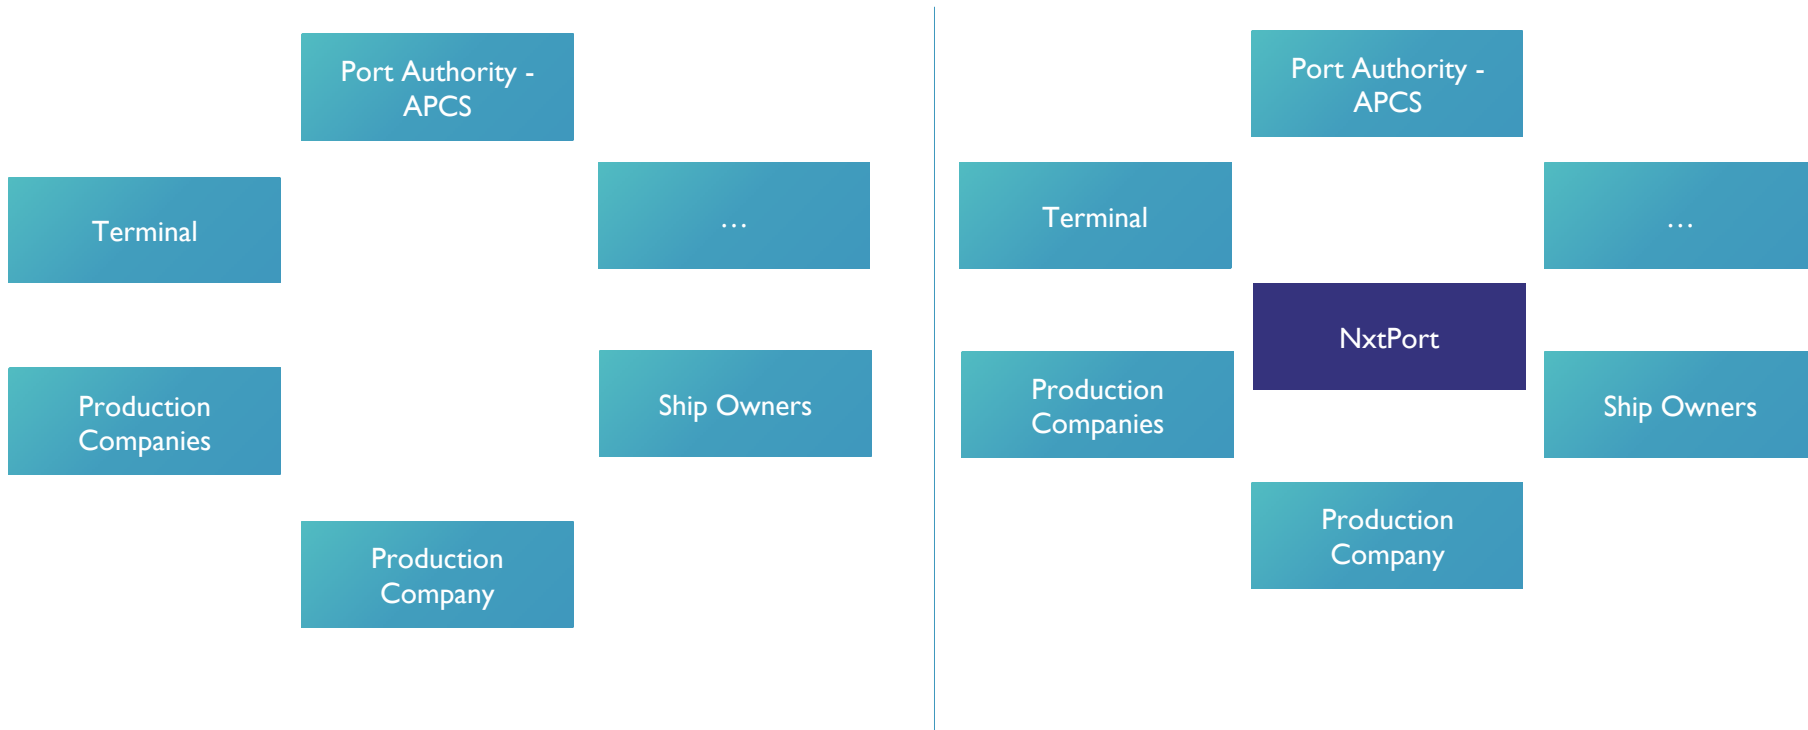 Port Authority -
APCS
Terminal
…
Production
Companies
Ship Owners
Production
Company
Port Authority -
APCS
Terminal
…
NxtPort
Production
Companies
Ship Owners
Production
Company